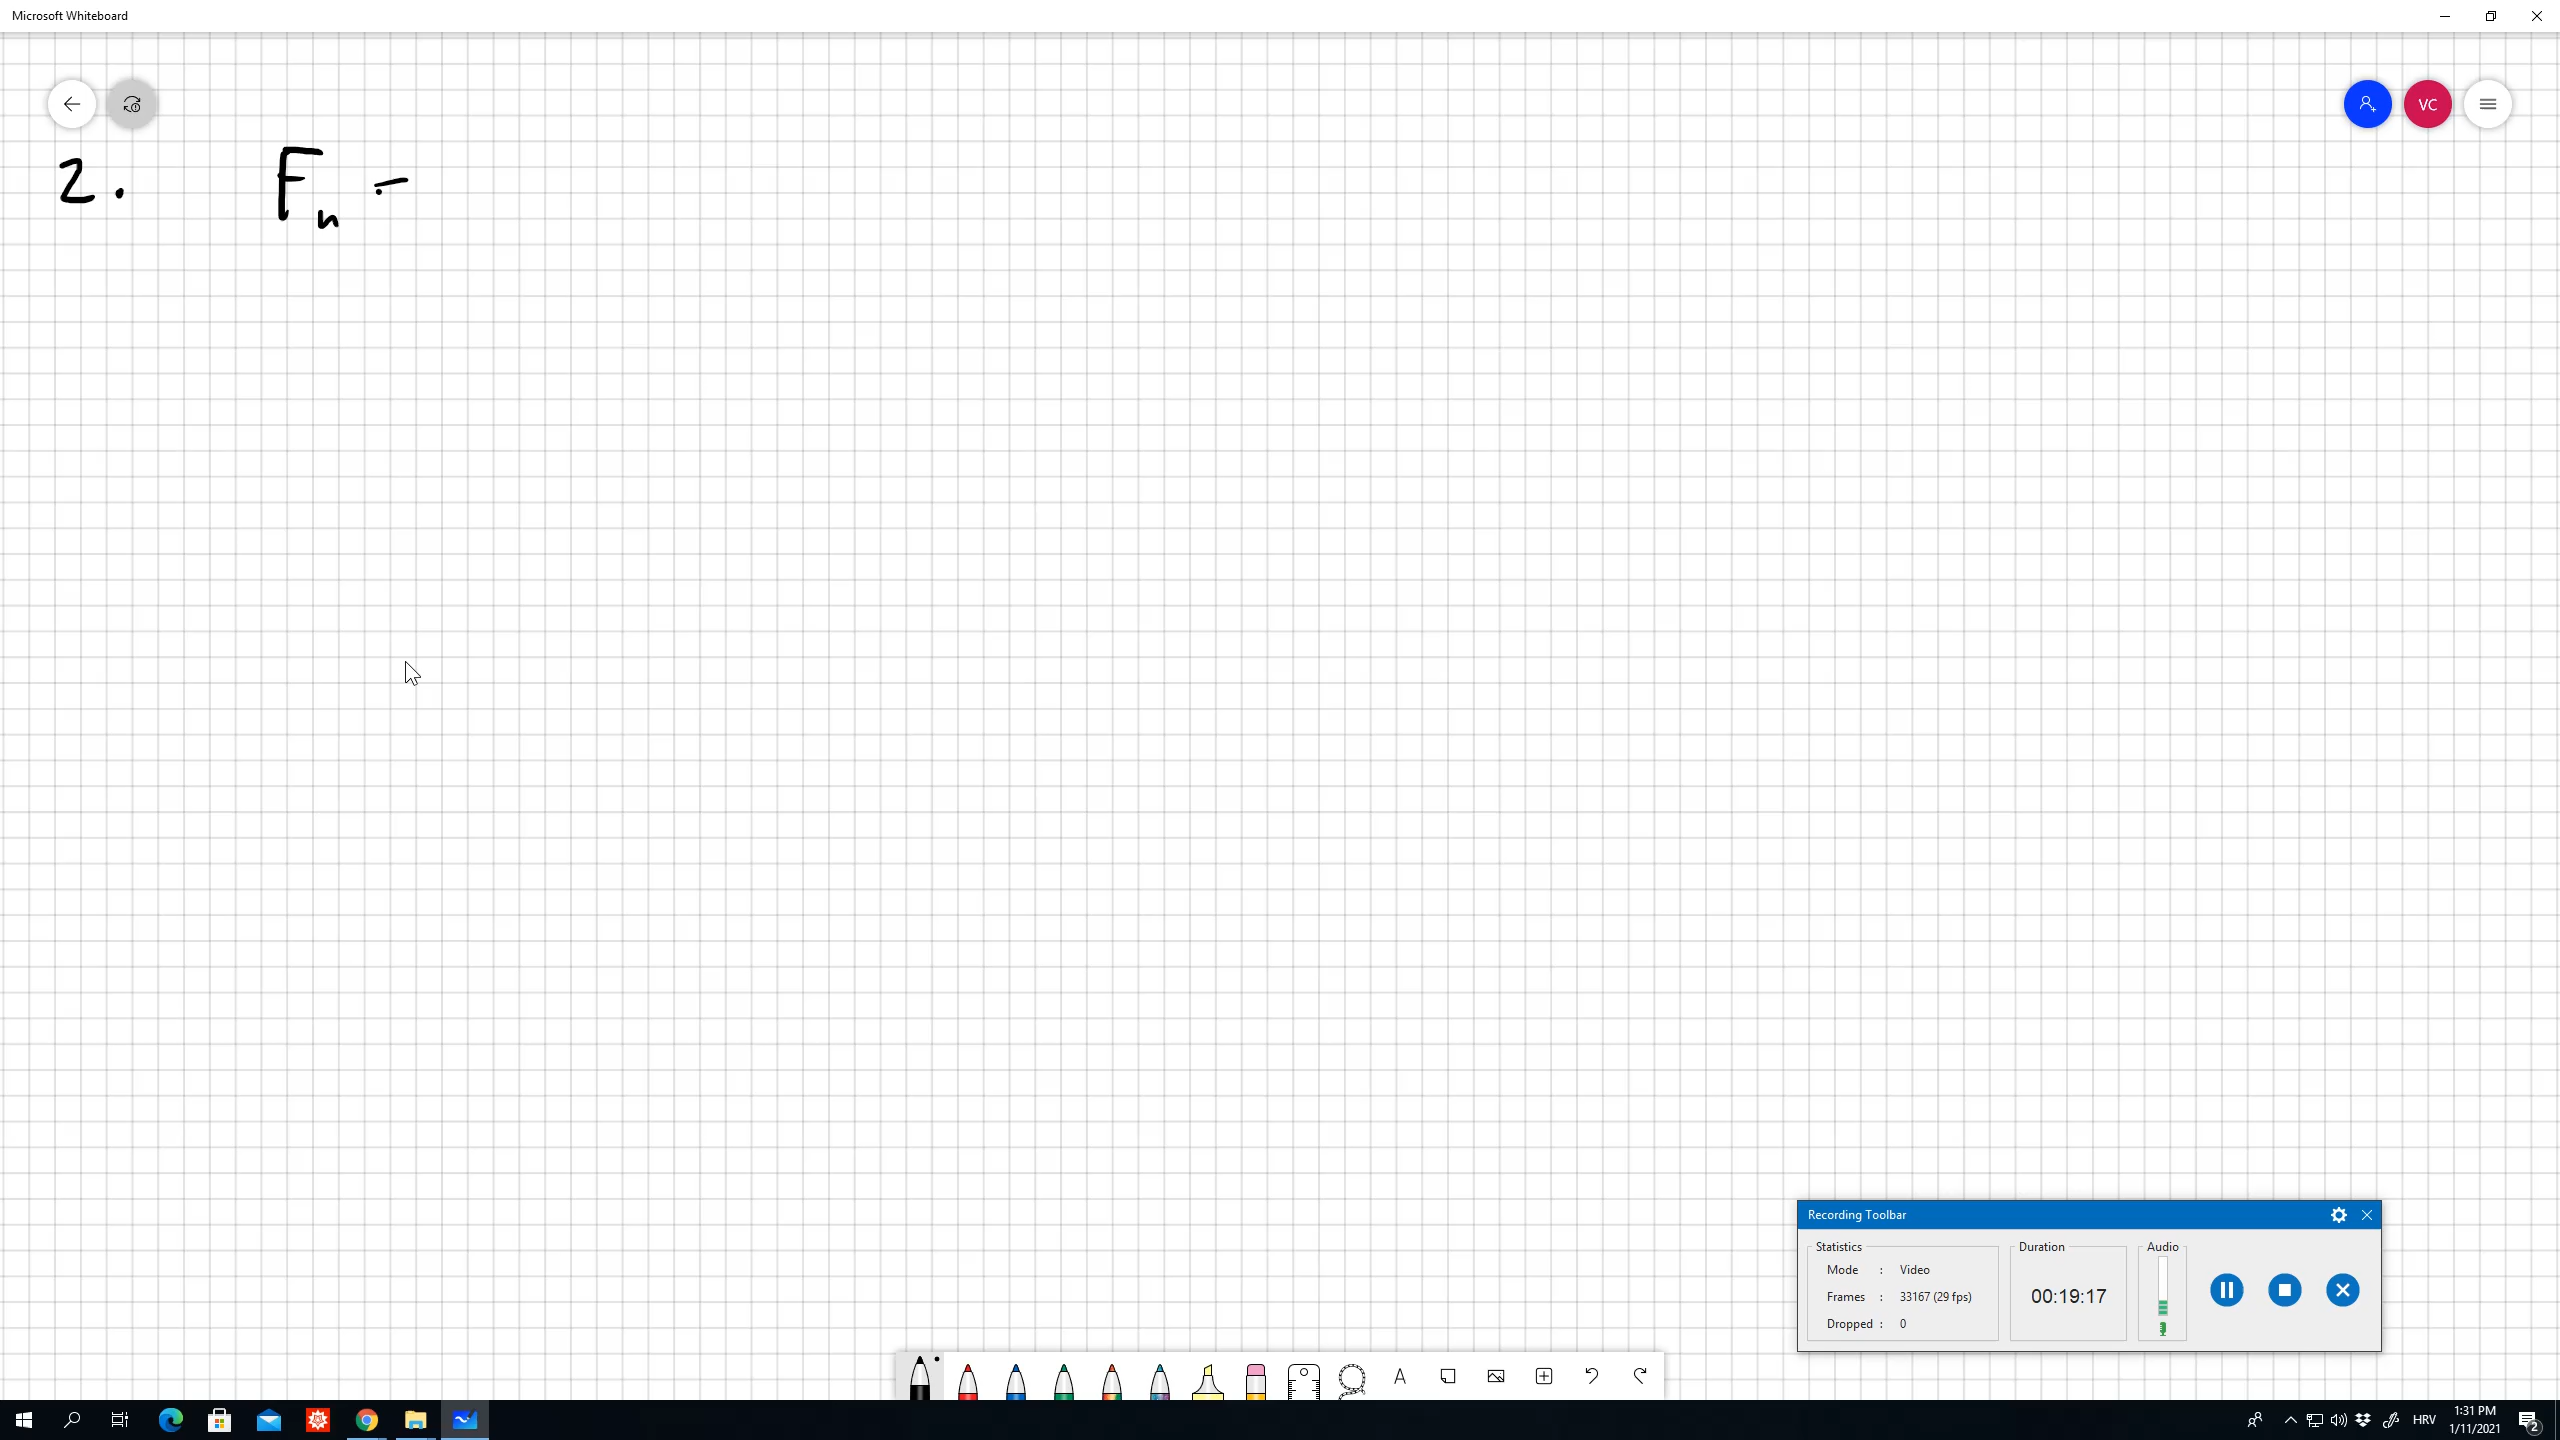 Microsoft Whiteboard
VC
2. Fn
Recording Toolbar
Statistics
Mode : Video
Frames : 33167 (29 fps)
Dropped : 0
Duration
00:19:17
Audio
A
HRV
1:31 PM
1/11/2021
2